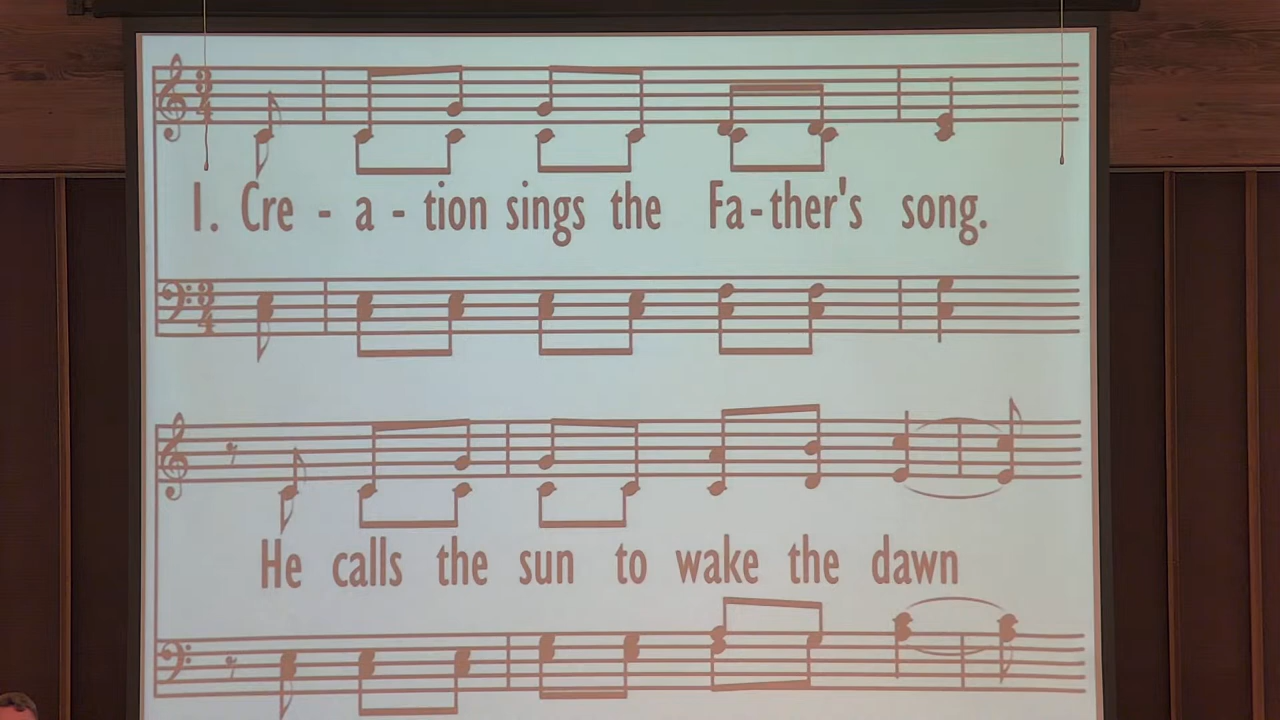 1. Cre - a - tion sings the Fa - ther's song.
He calls the sun to wake the dawn